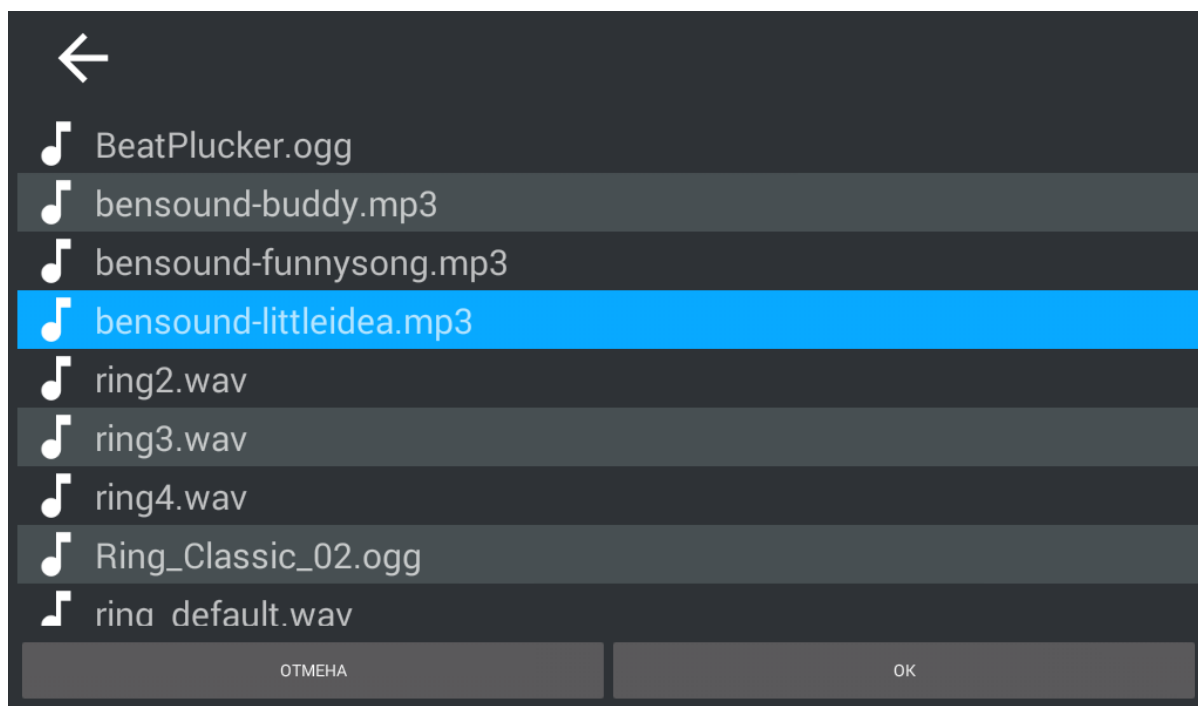 BeatPlucker.ogg
bensound-buddy.mp3
bensound-funnysong.mp3
bensound-littleidea.mp3
ring2.wav
ring3.wav
ring4.wav
Ring_Classic_02.ogg
ring_default.wav
ОТМЕНА
ОК